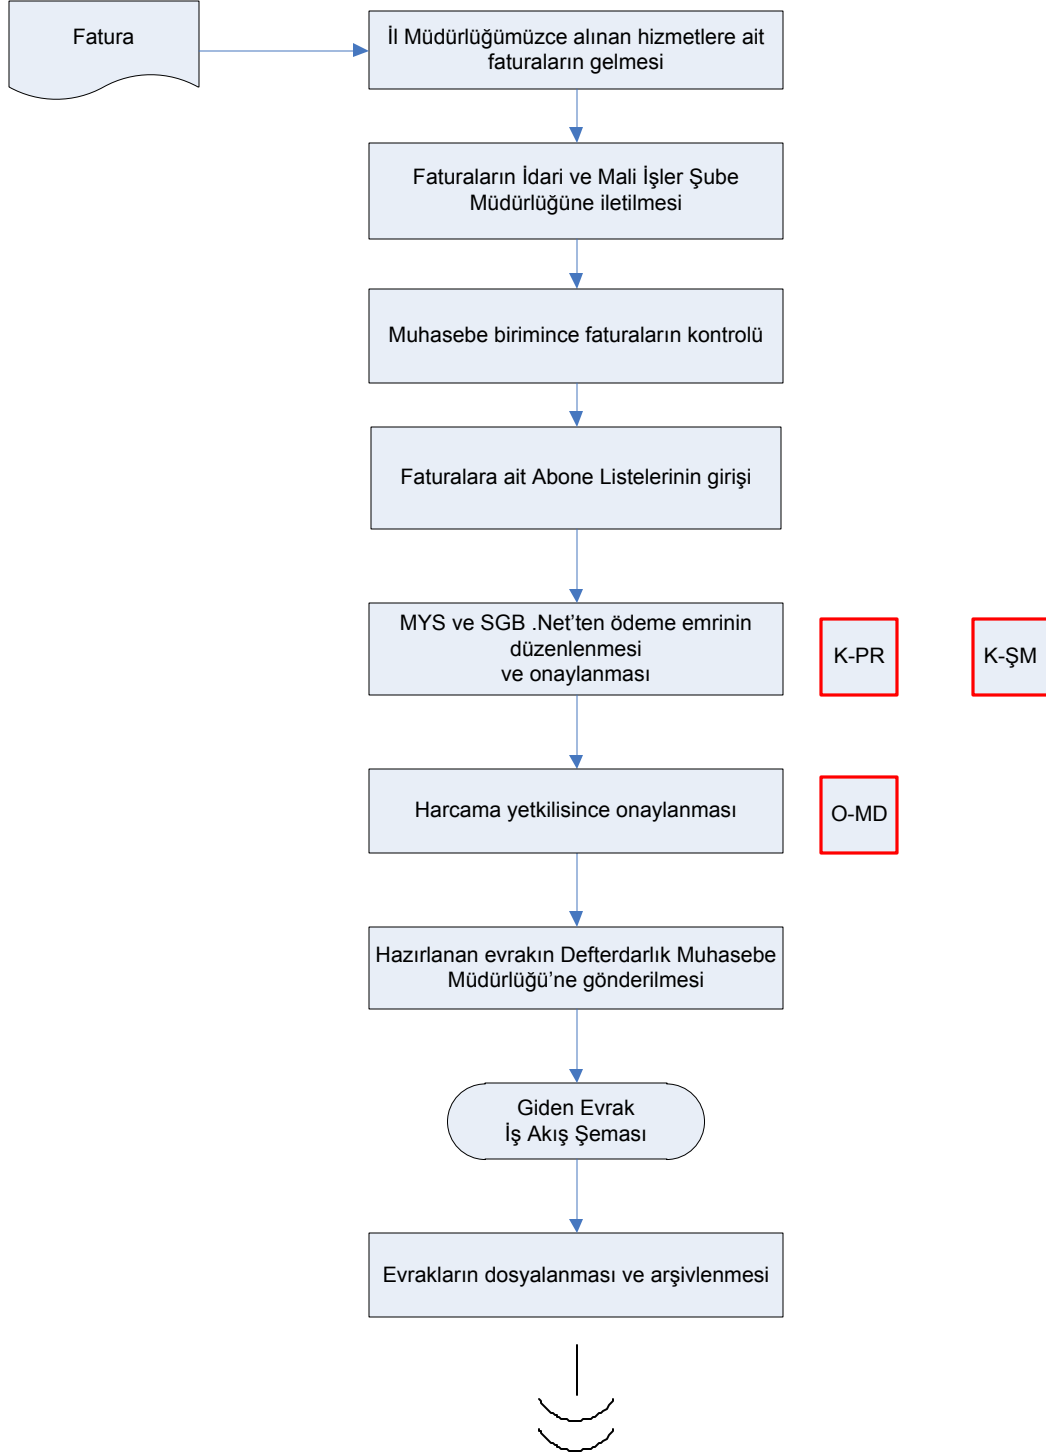 Fatura
İl Müdürlüğümüzce alınan hizmetlere ait
faturaların gelmesi
Faturaların İdari ve Mali İşler Şube
Müdürlüğüne iletilmesi
Muhasebe birimince faturaların kontrolü
Faturalara ait Abone Listelerinin girişi
MYS ve SGB .Net’ten ödeme emrinin
düzenlenmesi
ve onaylanması
K-PR
K-ŞM
Harcama yetkilisince onaylanması
O-MD
Hazırlanan evrakın Defterdarlık Muhasebe
Müdürlüğü’ne gönderilmesi
Giden Evrak
İş Akış Şeması
Evrakların dosyalanması ve arşivlenmesi